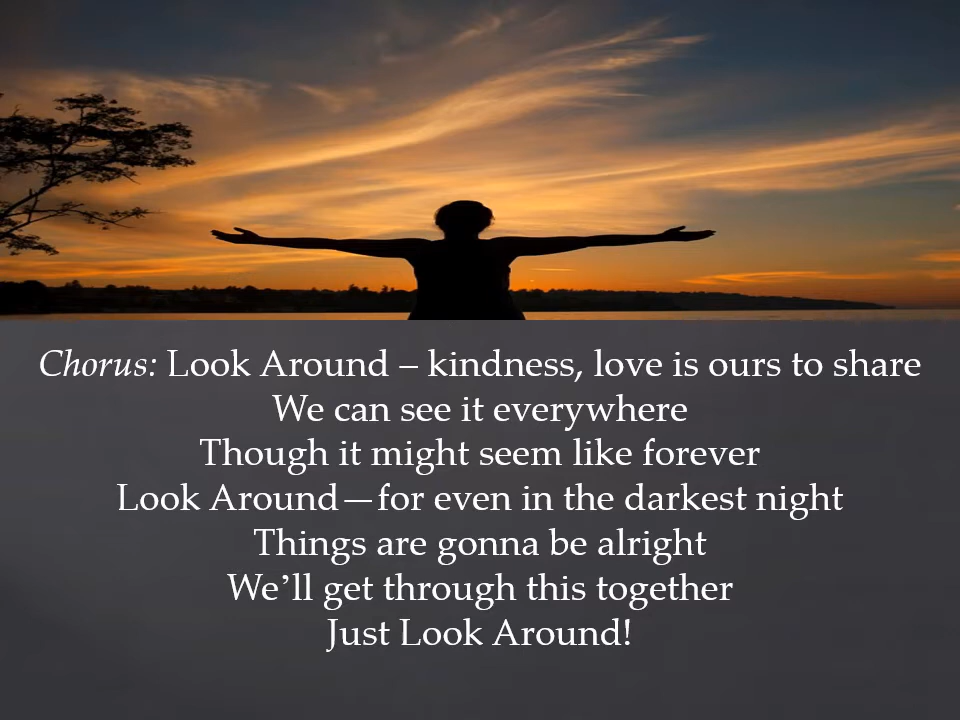 Chorus: Look Around – kindness, love is ours to share
We can see it everywhere
Though it might seem like forever
Look Around—for even in the darkest night
Things are gonna be alright
We’ll get through this together
Just Look Around!